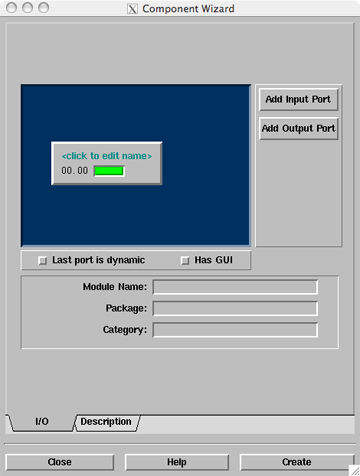 Component Wizard
Add Input Port
Add Output Port
<click to edit name>
00.00
Last port is dynamic
Has GUI
Module Name:
Package:
Category:
I/O
Description
Close
Help
Create